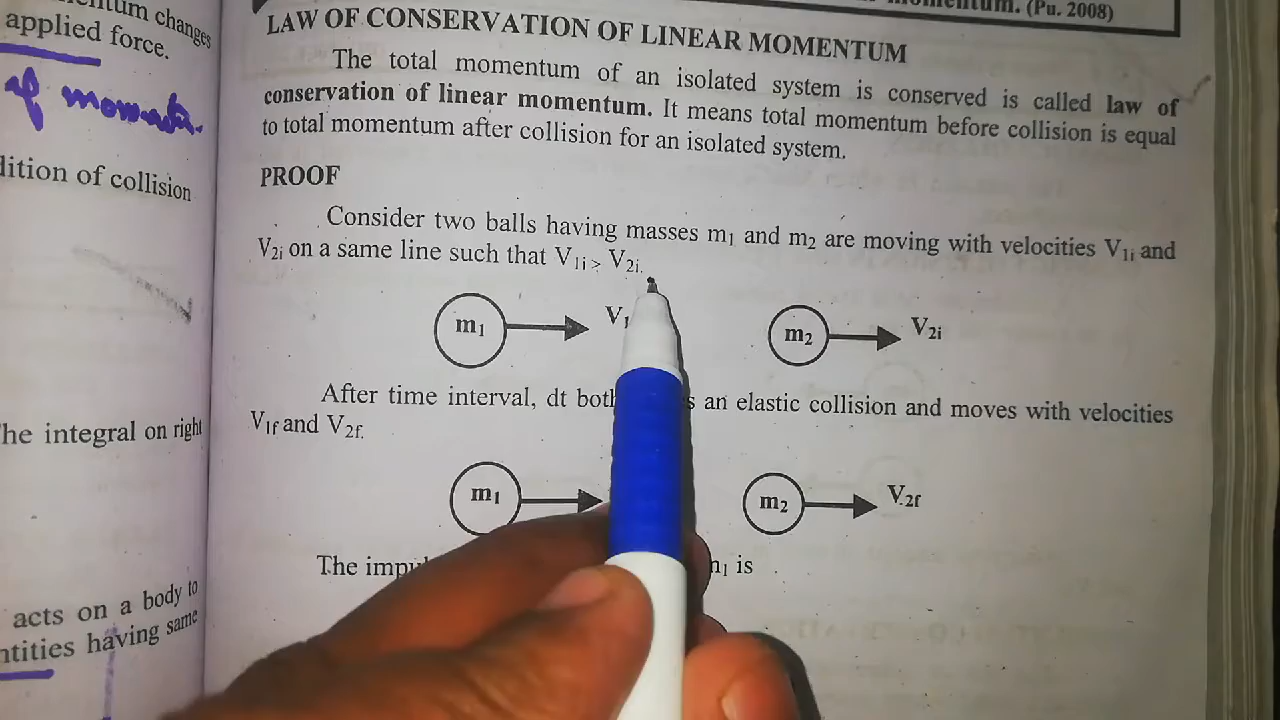 momentum. (Pu. 2008)
changes
applied force.
of
dition of collision
he integral on right
acts on a body to
ntities having same
LAW OF CONSERVATION OF LINEAR MOMENTUM
The total momentum of an isolated system is conserved is called law of
conservation of linear momentum. It means total momentum before collision is equal
to total momentum after collision for an isolated system.
PROOF
Consider two balls having masses m₁ and m₂ are moving with velocities V₁ᵢ and
V₂ᵢ on a same line such that V₁ᵢ > V₂ᵢ.
m₁ V₁ m₂ V₂ᵢ
After time interval, dt both an elastic collision and moves with velocities
V1f and V2f.
m₁ m₂ V2f
The m₁ is